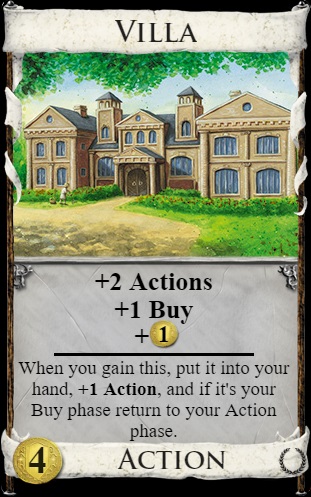 VILLA
+2 Actions
+1 Buy
+1
When you gain this, put it into your
hand, +1 Action, and if it's your
Buy phase return to your Action
phase.
4 ACTION